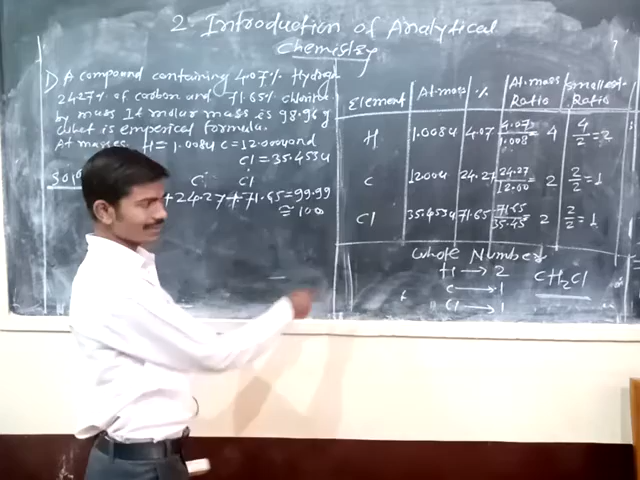 2. Introduction of Analytical
Chemistry
1) A compound containing 4.07% Hydrogen
24.27% of carbon and 71.65% chlorine
by mass It molar mass is 98.96 g
what is emperical formula.
At masses H = 1.0084 C = 12.000 and
Cl = 35.4534
Sol
C: Cl
+ 24.27 + 71.65 = 99.99
≅ 100
Element At.mass % At.mass Ratio Smallest Ratio
H 1.0084 4.07 4.07/1.008 = 4 4/2 = 2
C 12.000 24.27 24.27/12.00 = 2 2/2 = 1
Cl 35.4534 71.65 71.65/35.45 = 2 2/2 = 1
Whole Number
H → 2 CH2Cl
C → 1
Cl → 1